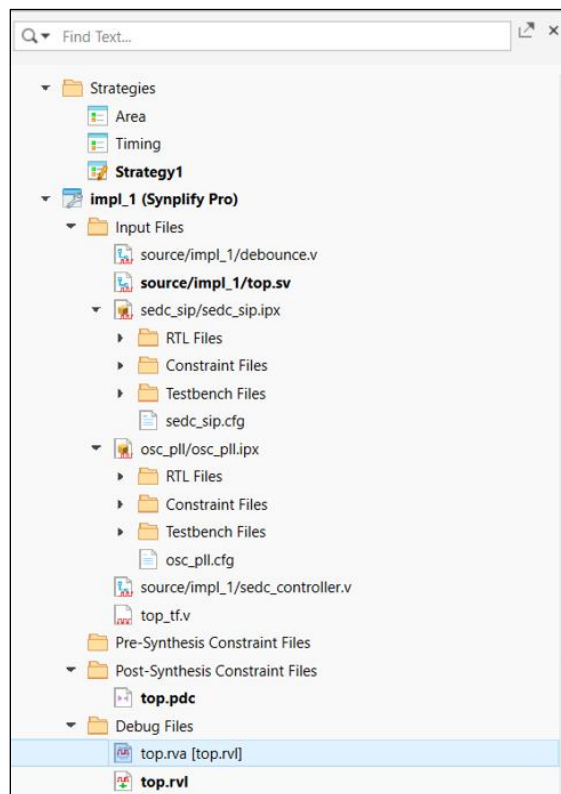 Find Text...
Strategies
Area
Timing
Strategy1
impl_1 (Synplify Pro)
Input Files
source/impl_1/debounce.v
source/impl_1/top.sv
sedc_sip/sedc_sip.ipx
RTL Files
Constraint Files
Testbench Files
sedc_sip.cfg
osc_pll/osc_pll.ipx
RTL Files
Constraint Files
Testbench Files
osc_pll.cfg
source/impl_1/sedc_controller.v
top_tf.v
Pre-Synthesis Constraint Files
Post-Synthesis Constraint Files
top.pdc
Debug Files
top.rva [top.rvl]
top.rvl